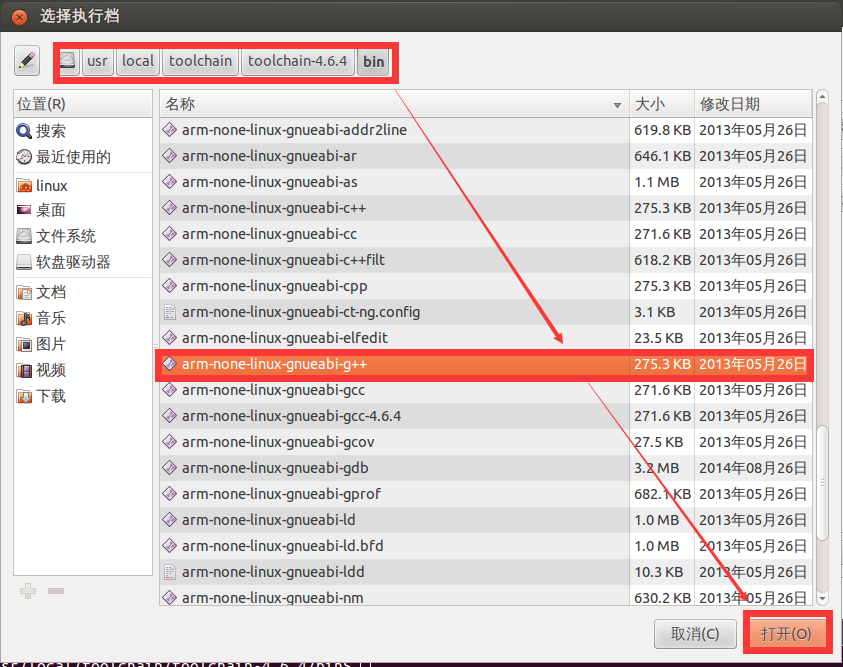 选择执行档
usr local toolchain toolchain-4.6.4 bin
位置(R)
搜索
最近使用的
linux
桌面
文件系统
软盘驱动器
文档
音乐
图片
视频
下载
名称 大小 修改日期
arm-none-linux-gnueabi-addr2line 619.8 KB 2013年05月26日
arm-none-linux-gnueabi-ar 646.1 KB 2013年05月26日
arm-none-linux-gnueabi-as 1.1 MB 2013年05月26日
arm-none-linux-gnueabi-c++ 275.3 KB 2013年05月26日
arm-none-linux-gnueabi-cc 271.6 KB 2013年05月26日
arm-none-linux-gnueabi-c++filt 618.2 KB 2013年05月26日
arm-none-linux-gnueabi-cpp 275.3 KB 2013年05月26日
arm-none-linux-gnueabi-ct-ng.config 3.1 KB 2013年05月26日
arm-none-linux-gnueabi-elfedit 23.5 KB 2013年05月26日
arm-none-linux-gnueabi-g++ 275.3 KB 2013年05月26日
arm-none-linux-gnueabi-gcc 271.6 KB 2013年05月26日
arm-none-linux-gnueabi-gcc-4.6.4 271.6 KB 2013年05月26日
arm-none-linux-gnueabi-gcov 27.5 KB 2013年05月26日
arm-none-linux-gnueabi-gdb 3.2 MB 2014年08月26日
arm-none-linux-gnueabi-gprof 682.1 KB 2013年05月26日
arm-none-linux-gnueabi-ld 1.0 MB 2013年05月26日
arm-none-linux-gnueabi-ld.bfd 1.0 MB 2013年05月26日
arm-none-linux-gnueabi-ldd 10.3 KB 2013年05月26日
arm-none-linux-gnueabi-nm 630.2 KB 2013年05月26日
取消(C) 打开(O)